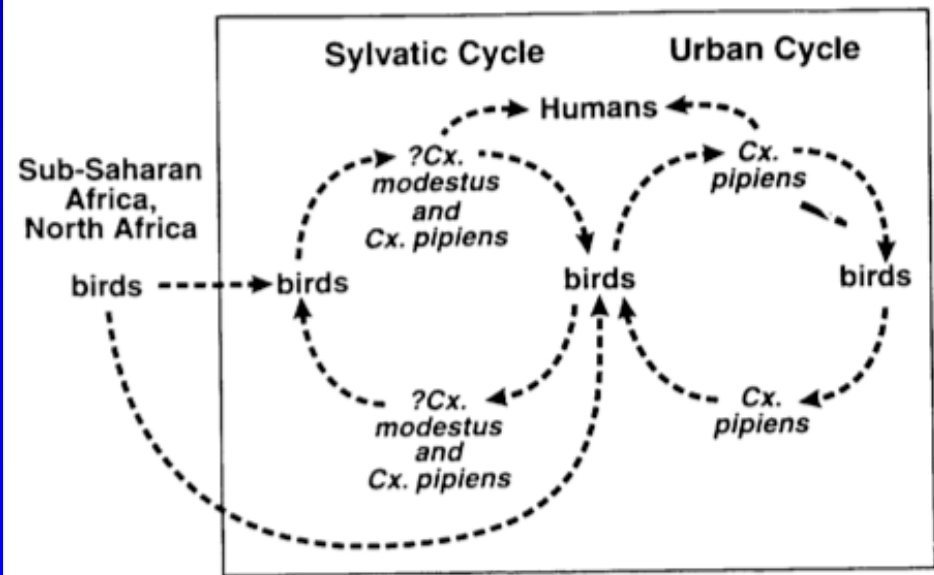 Sylvatic Cycle
Urban Cycle
Humans
Sub-Saharan
Africa,
North Africa
?Cx.
modestus
and
Cx. pipiens
Cx.
pipiens
birds
birds
birds
birds
?Cx.
modestus
and
Cx. pipiens
Cx.
pipiens